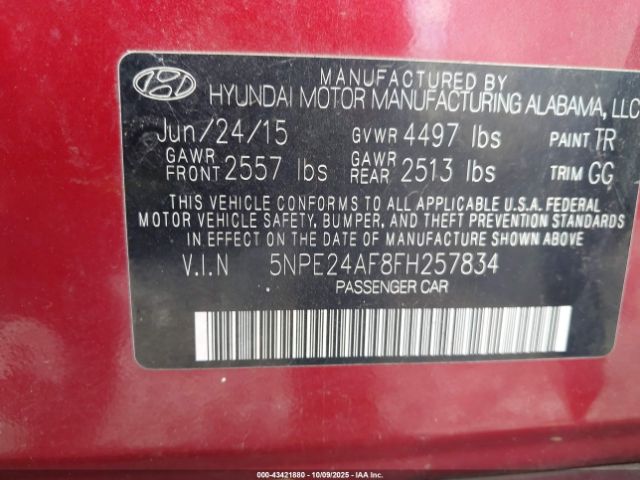 MANUFACTURED BY
HYUNDAI MOTOR MANUFACTURING ALABAMA, LLC
Jun/24/15 GVWR 4497 lbs PAINT TR
GAWR FRONT 2557 lbs GAWR REAR 2513 lbs TRIM GG
THIS VEHICLE CONFORMS TO ALL APPLICABLE U.S.A. FEDERAL
MOTOR VEHICLE SAFETY, BUMPER, AND THEFT PREVENTION STANDARDS
IN EFFECT ON THE DATE OF MANUFACTURE SHOWN ABOVE
V.I.N 5NPE24AF8FH257834
PASSENGER CAR
000-43421880 - 10/09/2025 - IAA Inc.